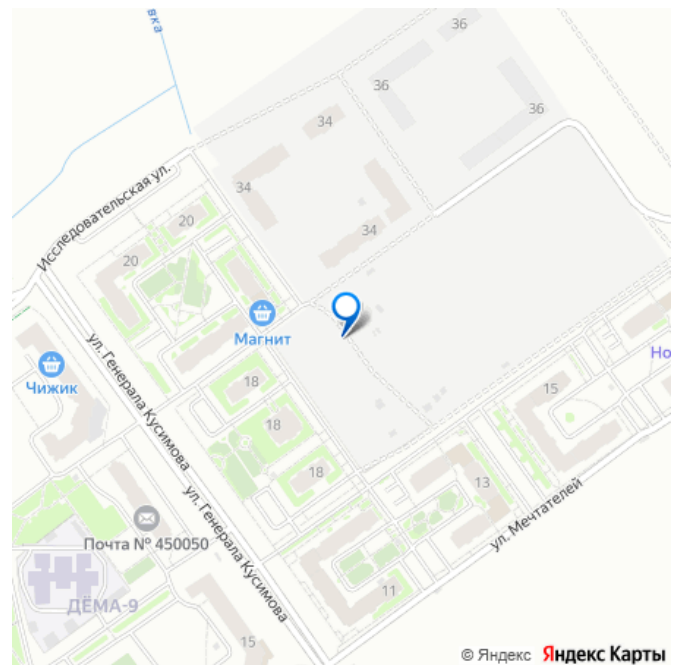 вка
36
36
36
34
34
34
Исследовательская ул.
20
20
Магнит
ул. Генерала Кусимова
Чижик
18
18
18
15
Но
13
ул. Мечтателей
ул. Генерала Кусимова
Почта № 450050
ДЁМА-9
11
15
© Яндекс Яндекс Карты